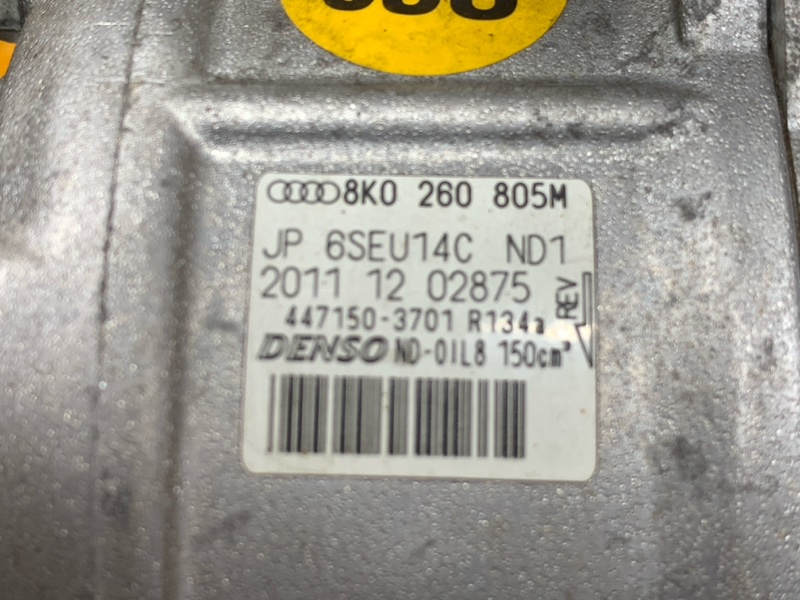 8K0 260 805M
JP 6SEU14C ND1
2011 12 02875
447150-3701 R134a
REV
DENSO ND-OIL8 150cm³